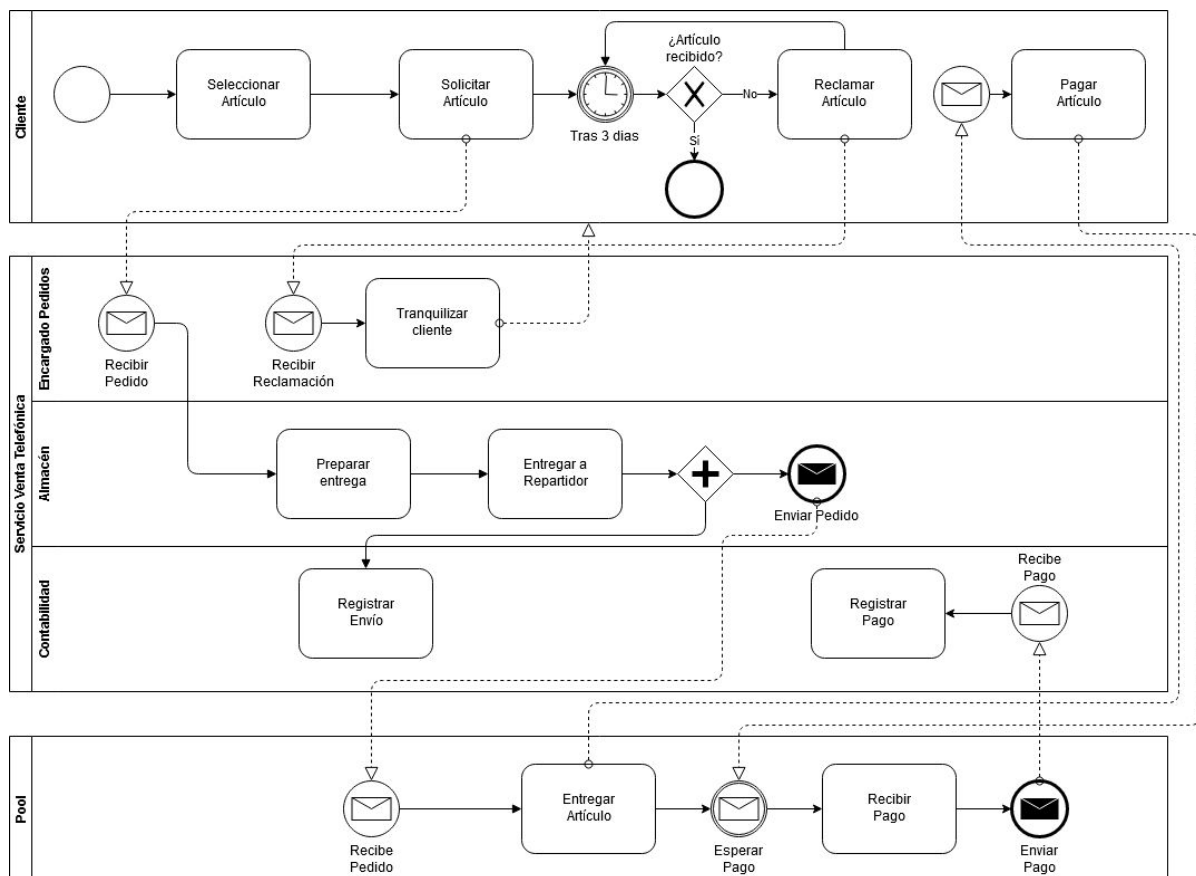 Cliente
Seleccionar
Artículo
Solicitar
Artículo
Tras 3 dias
¿Artículo
recibido?
No
Sí
Reclamar
Artículo
Pagar
Artículo
Servicio Venta Telefónica
Encargado Pedidos
Recibir
Pedido
Recibir
Reclamación
Tranquilizar
cliente
Almacén
Preparar
entrega
Entregar a
Repartidor
Enviar Pedido
Contabilidad
Registrar
Envío
Registrar
Pago
Recibe
Pago
Pool
Recibe
Pedido
Entregar
Artículo
Esperar
Pago
Recibir
Pago
Enviar
Pago